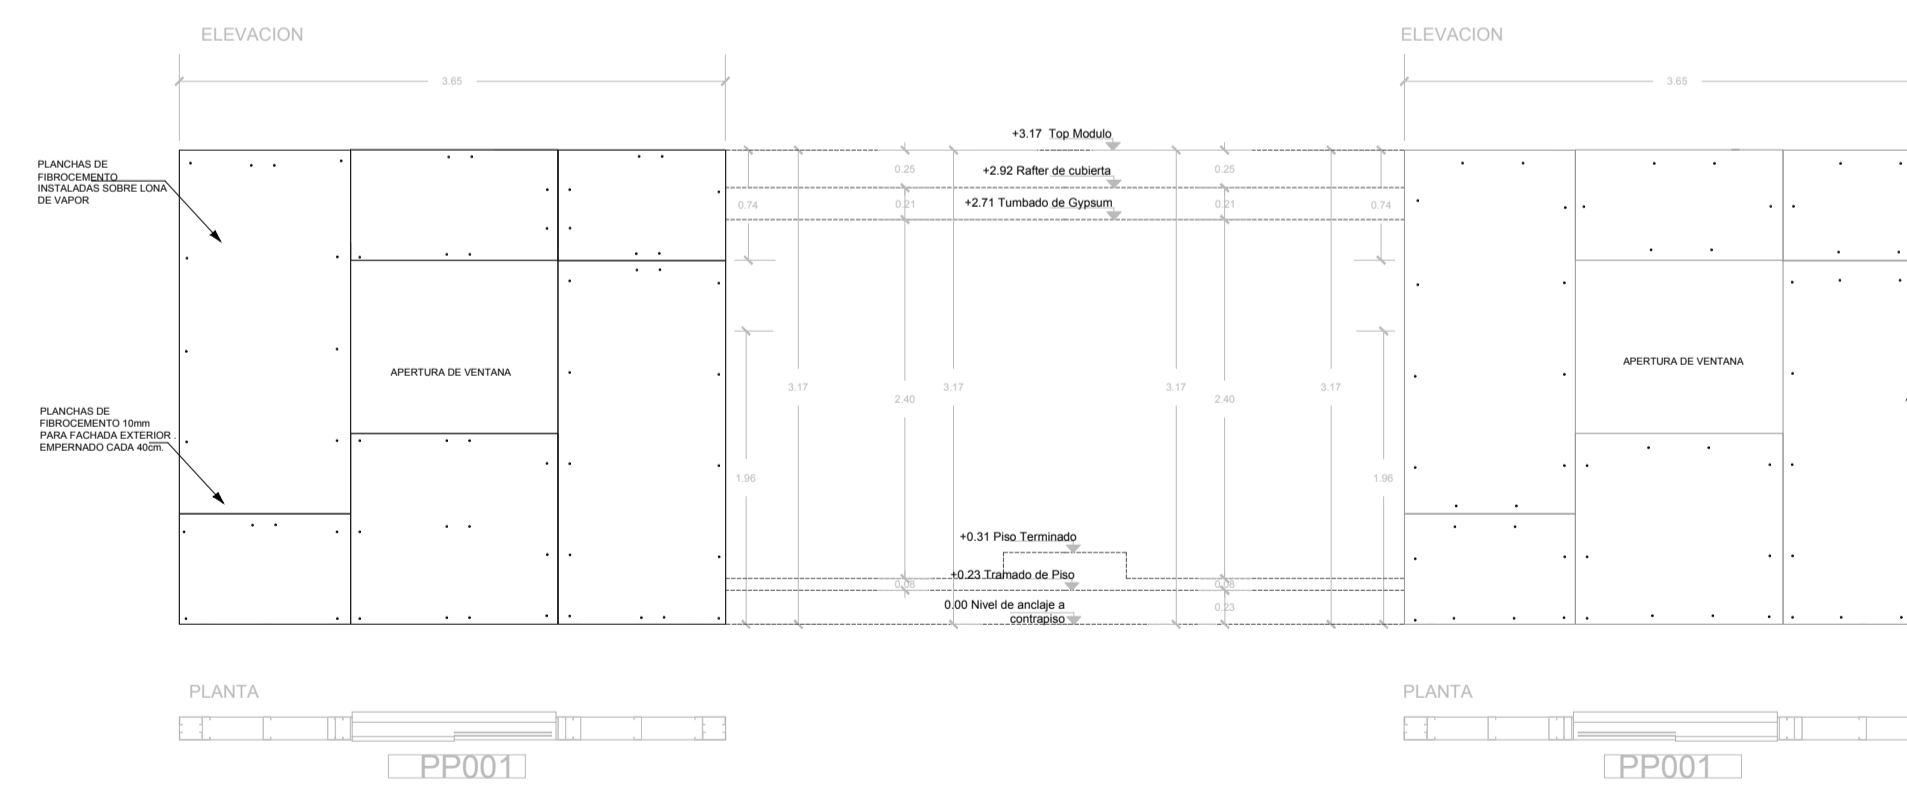 ELEVACION
ELEVACION
3.65
3.65
+3.17 Top Modulo
PLANCHAS DE
FIBROCEMENTO
INSTALADAS SOBRE LONA
DE VAPOR
0.25
+2.92 Rafter de cubierta
0.25
0.74
0.21
+2.71 Tumbado de Gypsum
0.21
0.74
APERTURA DE VENTANA
APERTURA DE VENTANA
3.17
2.40
3.17
3.17
2.40
3.17
PLANCHAS DE
FIBROCEMENTO 10mm
PARA FACHADA EXTERIOR .
EMPERNADO CADA 40cm.
1.96
1.96
+0.31 Piso Terminado
+0.23 Tramado de Piso
0.08
0.08
0.00 Nivel de anclaje a
contrapiso
0.23
PLANTA
PLANTA
PP001
PP001